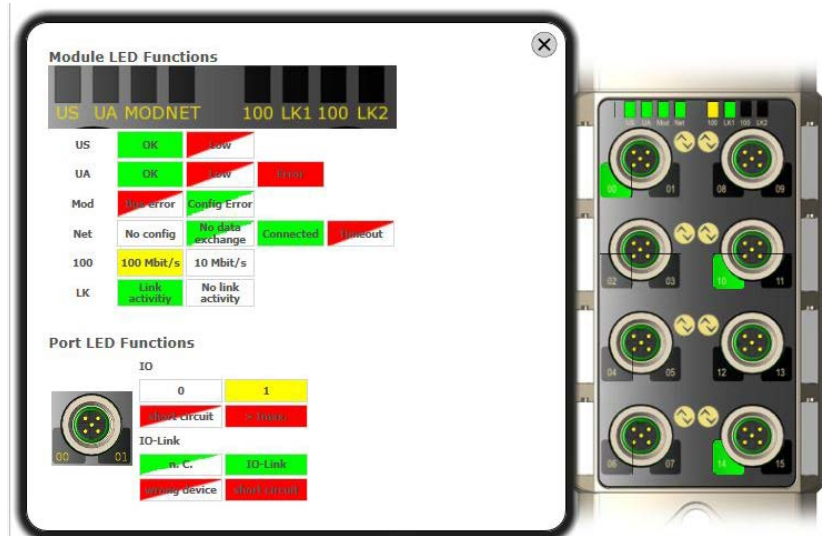 Module LED Functions
US UA MODNET 100 LK1 100 LK2
US OK Low
UA OK Low Error
Mod Bus error Config Error
Net No config No data exchange Connected Timeout
100 100 Mbit/s 10 Mbit/s
LK Link activitiy No link activity
Port LED Functions
IO
0 1
short circuit > Imax.
IO-Link
n. C. IO-Link
wrong device short circuit
00 01
US UA Mod Net 100 LK1 100 LK2
00 01 08 09
02 03 10 11
04 05 12 13
06 07 14 15